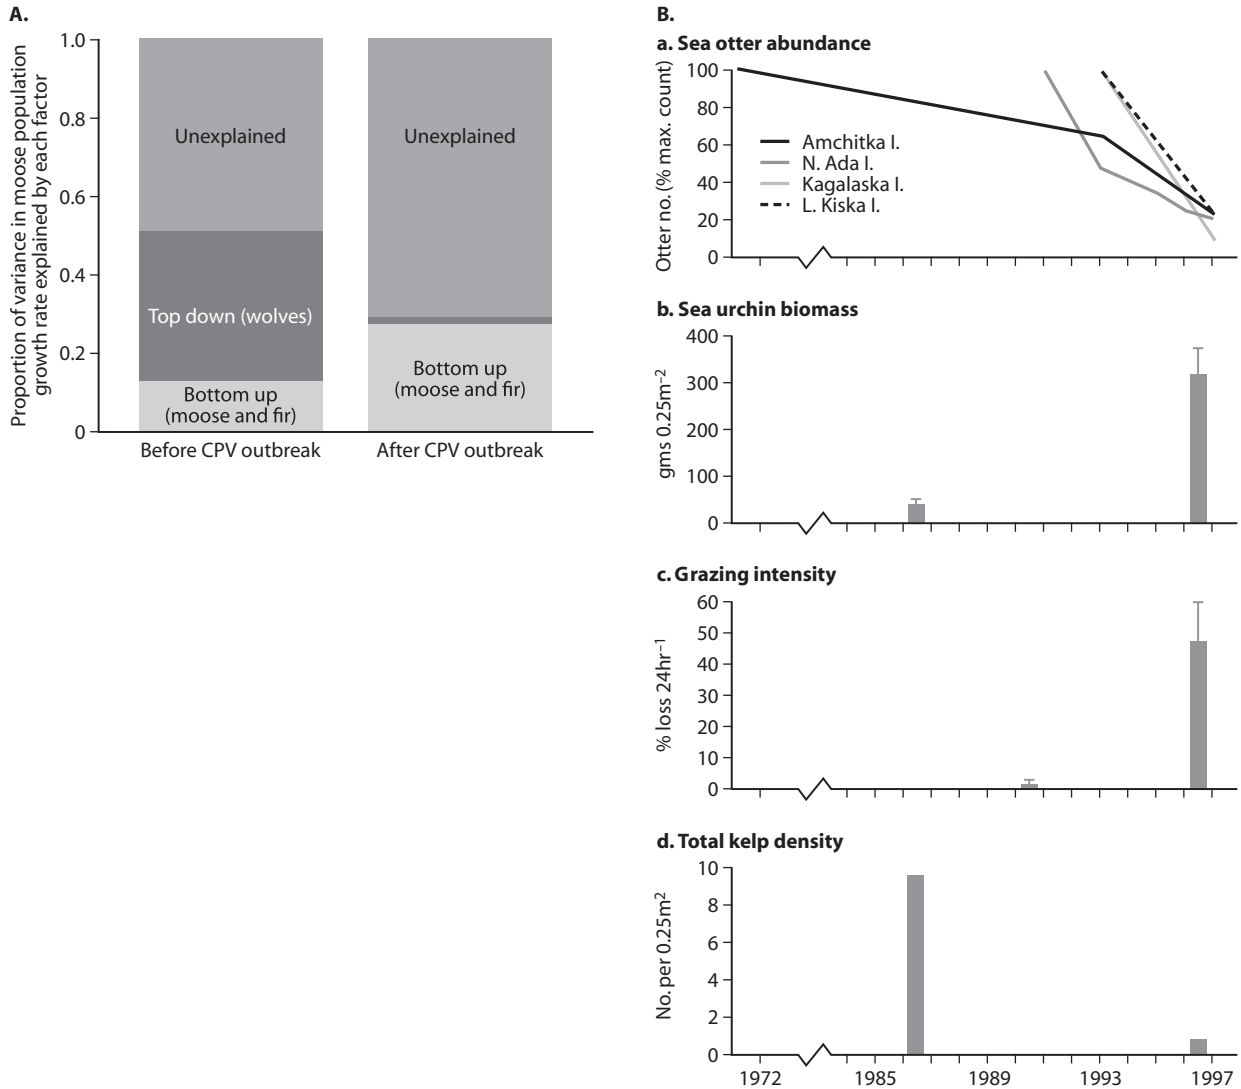 A.
Proportion of variance in moose population
growth rate explained by each factor
1.0
0.8
0.6
0.4
0.2
0
Unexplained
Top down (wolves)
Bottom up
(moose and fir)
Unexplained
Bottom up
(moose and fir)
Before CPV outbreak
After CPV outbreak
B.
a. Sea otter abundance
Otter no. (% max. count)
100
80
60
40
20
0
Amchitka I.
N. Ada I.
Kagalaska I.
L. Kiska I.
b. Sea urchin biomass
gms 0.25m⁻²
400
300
200
100
0
c. Grazing intensity
% loss 24hr⁻¹
60
50
40
30
20
10
0
d. Total kelp density
No. per 0.25m²
10
8
6
4
2
0
1972 1985 1989 1993 1997